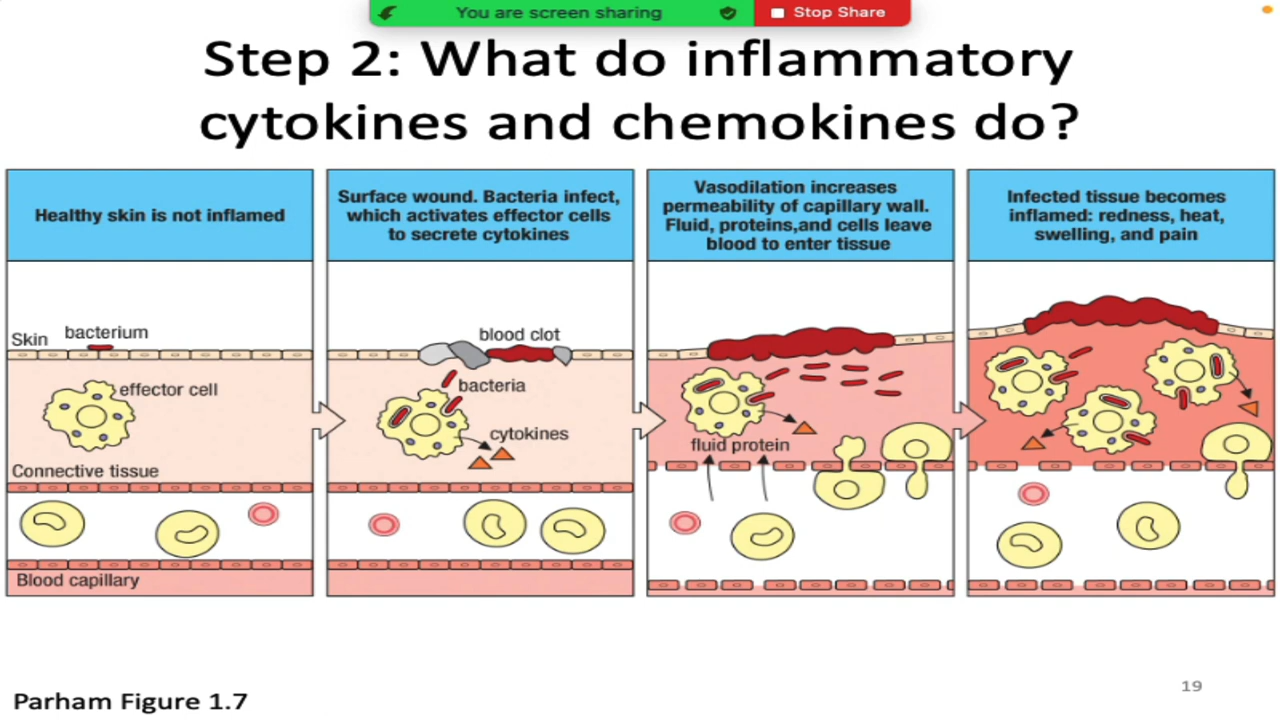 You are screen sharing
Stop Share
Step 2: What do inflammatory
cytokines and chemokines do?
Healthy skin is not inflamed
Skin
bacterium
effector cell
Connective tissue
Blood capillary
Surface wound. Bacteria infect,
which activates effector cells
to secrete cytokines
blood clot
bacteria
cytokines
Vasodilation increases
permeability of capillary wall.
Fluid, proteins,and cells leave
blood to enter tissue
fluid protein
Infected tissue becomes
inflamed: redness, heat,
swelling, and pain
Parham Figure 1.7
19